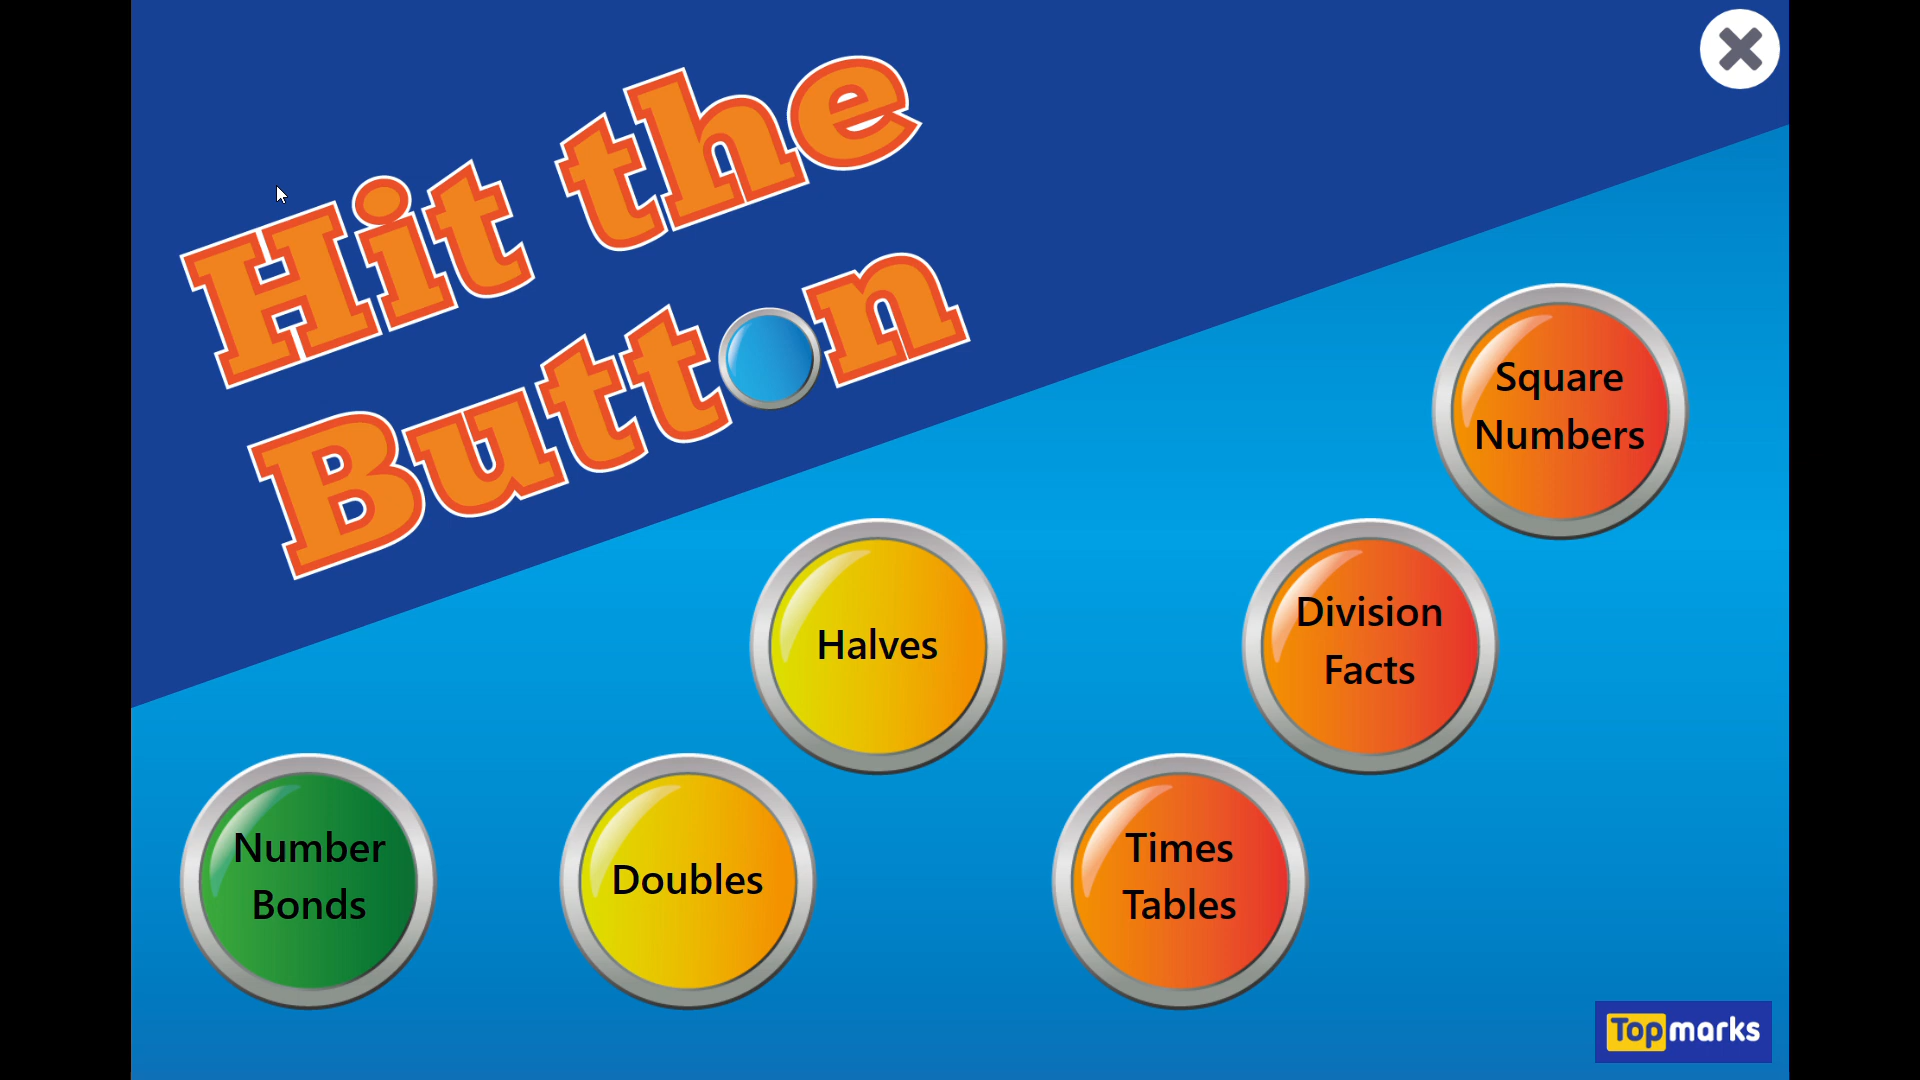 Hit the
Button
Square
Numbers
Halves
Division
Facts
Number
Bonds
Doubles
Times
Tables
Topmarks